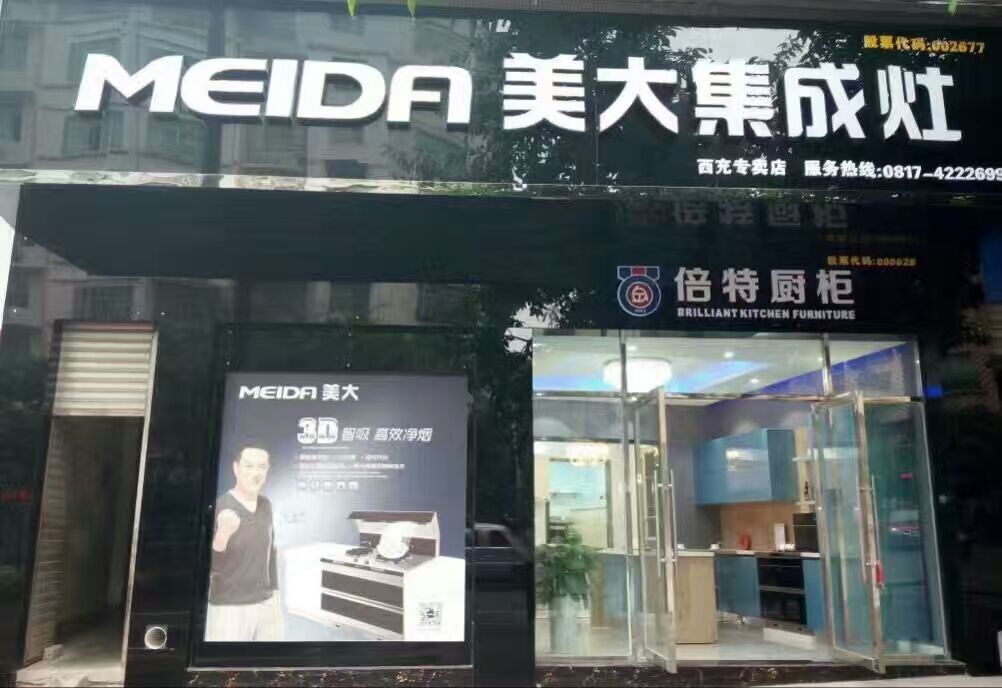 股票代码:002677
MEIDA 美大集成灶
西充专卖店 服务热线:0817-4222699
股票代码:000628
倍特厨柜
BRILLIANT KITCHEN FURNITURE
MEIDA 美大
3D 智吸 高效净烟